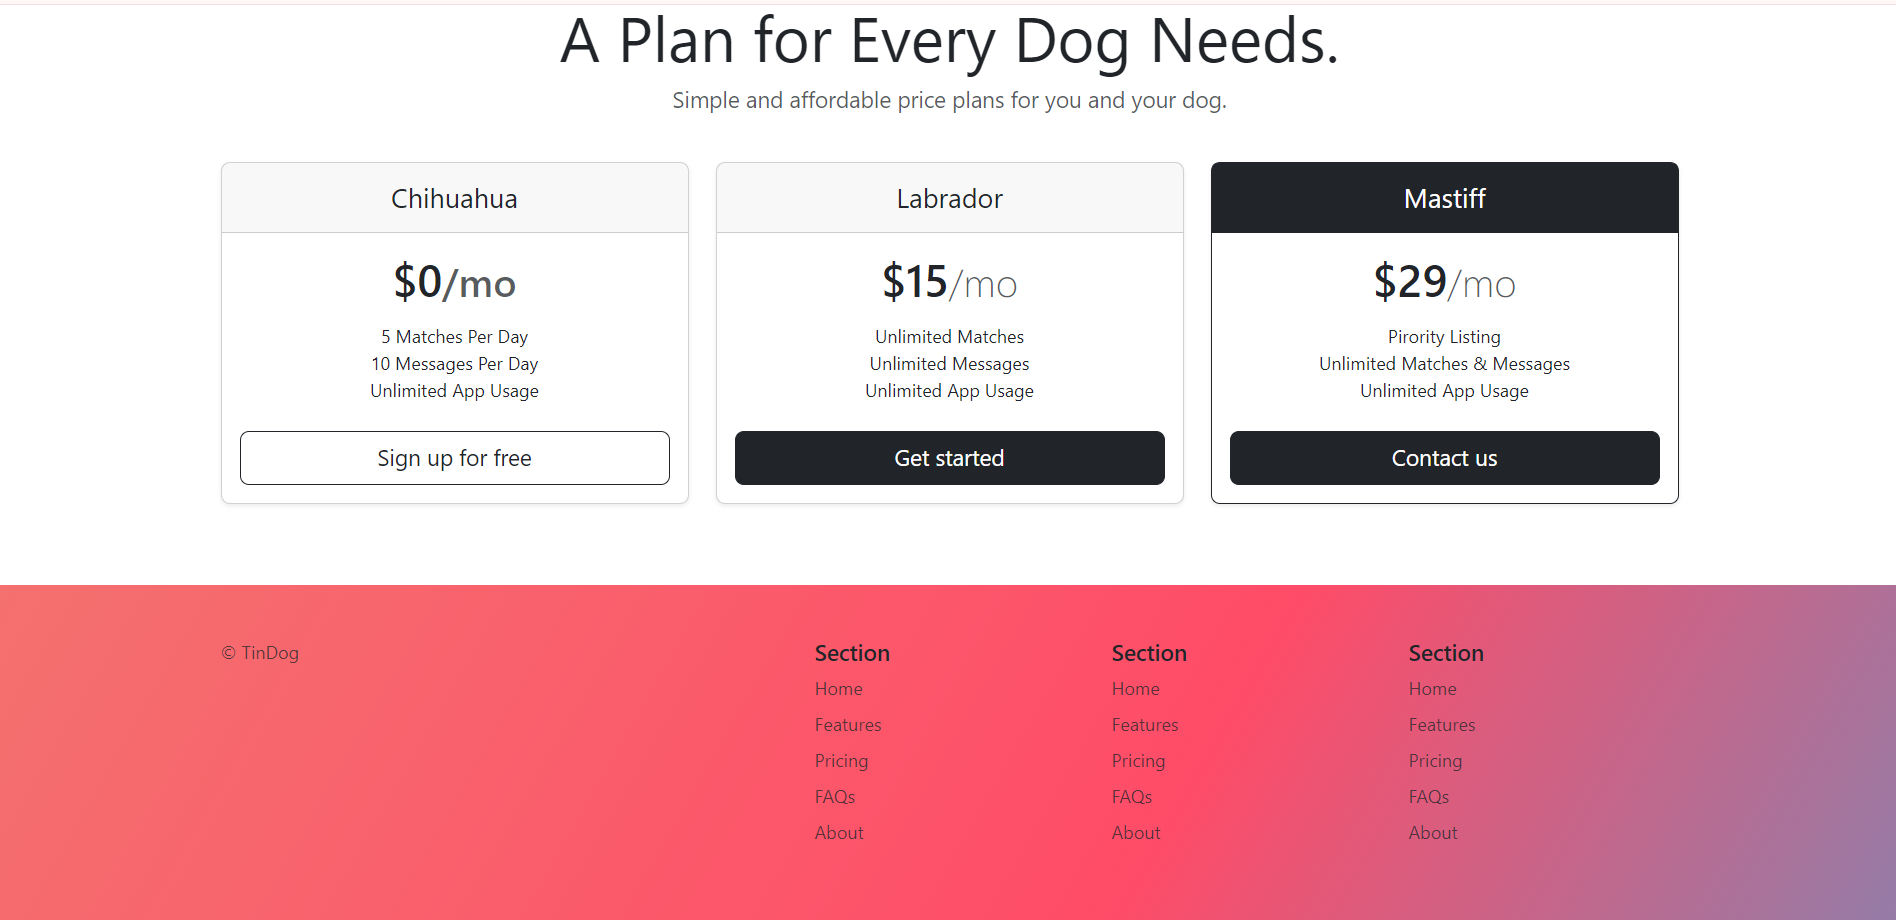 A Plan for Every Dog Needs.
Simple and affordable price plans for you and your dog.
Chihuahua
$0/mo
5 Matches Per Day
10 Messages Per Day
Unlimited App Usage
Sign up for free
Labrador
$15/mo
Unlimited Matches
Unlimited Messages
Unlimited App Usage
Get started
Mastiff
$29/mo
Pirority Listing
Unlimited Matches & Messages
Unlimited App Usage
Contact us
© TinDog
Section
Home
Features
Pricing
FAQs
About
Section
Home
Features
Pricing
FAQs
About
Section
Home
Features
Pricing
FAQs
About